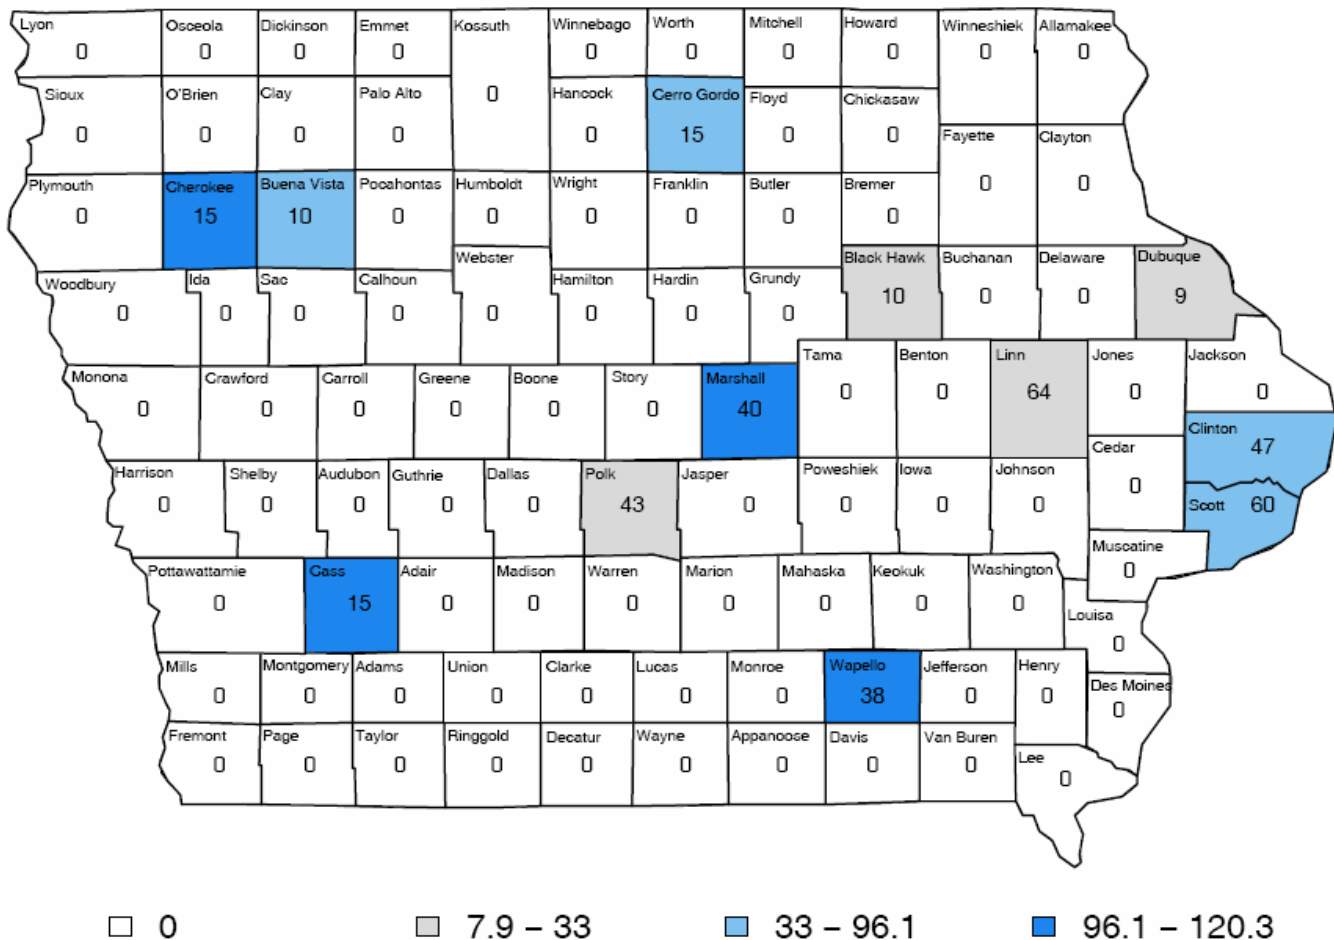 Lyon Osceola Dickinson Emmet Kossuth Winnebago Worth Mitchell Howard Winneshiek Allamakee
0 0 0 0 0 0 0 0 0 0
Sioux O'Brien Clay Palo Alto 0 Hancock Cerro Gordo Floyd Chickasaw
0 0 0 0 0 15 0 0
Fayette Clayton
0 0
Plymouth Cherokee Buena Vista Pocahontas Humboldt Wright Franklin Butler Bremer
0 15 10 0 0 0 0 0 0
Webster Black Hawk Buchanan Delaware Dubuque
0 10 0 0 9
Woodbury Ida Sac Calhoun Hamilton Hardin Grundy
0 0 0 0 0 0 0
Tama Benton Linn Jones Jackson
0 0 64 0 0
Monona Crawford Carroll Greene Boone Story Marshall
0 0 0 0 0 0 40
Clinton
47
Cedar
0
Harrison Shelby Audubon Guthrie Dallas Polk Jasper Poweshiek Iowa Johnson
0 0 0 0 0 43 0 0 0 0
Scott 60
Muscatine
0
Pottawattamie Cass Adair Madison Warren Marion Mahaska Keokuk Washington
0 15 0 0 0 0 0 0 0
Louisa
0
Mills Montgomery Adams Union Clarke Lucas Monroe Wapello Jefferson Henry
0 0 0 0 0 0 0 38 0 0
Des Moines
0
Fremont Page Taylor Ringgold Decatur Wayne Appanoose Davis Van Buren
0 0 0 0 0 0 0 0 0
Lee
0
0 7.9 – 33 33 – 96.1 96.1 – 120.3